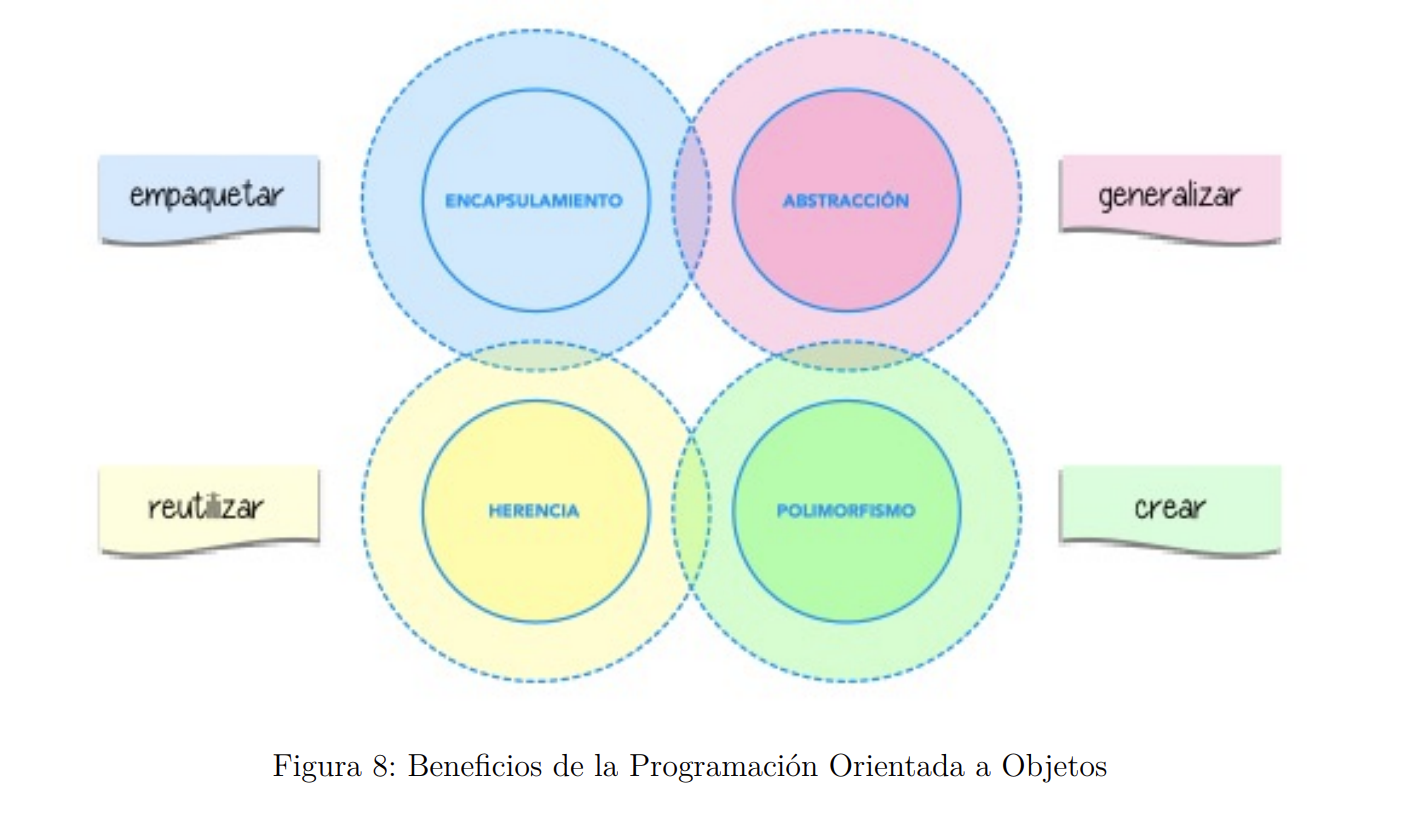 empaquetar
ENCAPSULAMIENTO
ABSTRACCIÓN
generalizar
reutilizar
HERENCIA
POLIMORFISMO
crear
Figura 8: Beneficios de la Programación Orientada a Objetos